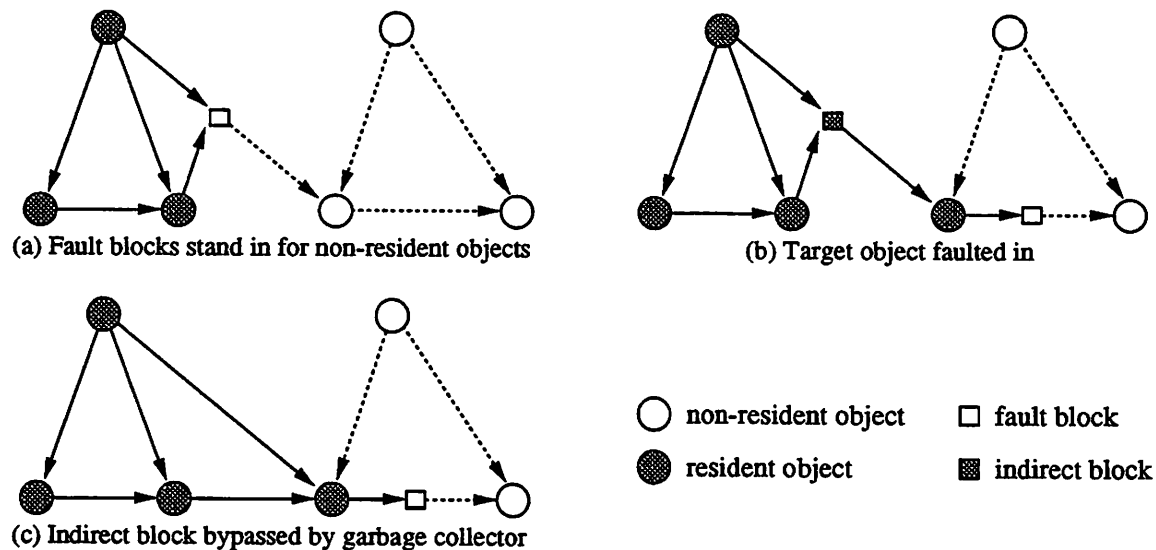 (a) Fault blocks stand in for non-resident objects
(b) Target object faulted in
(c) Indirect block bypassed by garbage collector
non-resident object
fault block
resident object
indirect block